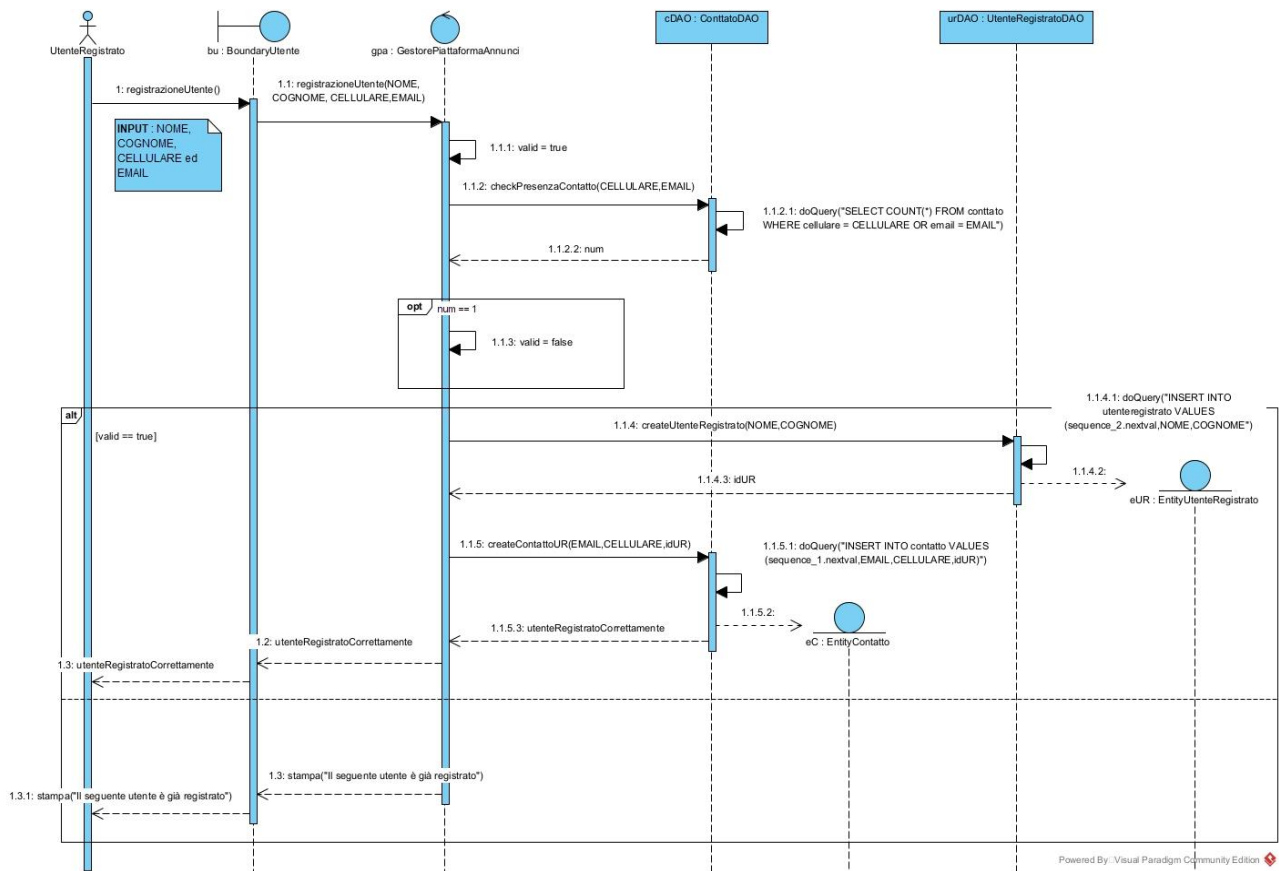 UtenteRegistrato
bu : BoundaryUtente
gpa : GestorePiattaformaAnnunci
cDAO : ConttatoDAO
urDAO : UtenteRegistratoDAO
1: registrazioneUtente()
1.1: registrazioneUtente(NOME,
COGNOME, CELLULARE,EMAIL)
INPUT : NOME,
COGNOME,
CELLULARE ed
EMAIL
1.1.1: valid = true
1.1.2: checkPresenzaContatto(CELLULARE,EMAIL)
1.1.2.1: doQuery("SELECT COUNT(*) FROM conttato
WHERE cellulare = CELLULARE OR email = EMAIL")
1.1.2.2: num
opt
num == 1
1.1.3: valid = false
alt
[valid == true]
1.1.4: createUtenteRegistrato(NOME,COGNOME)
1.1.4.1: doQuery("INSERT INTO
utenteregistrato VALUES
(sequence_2.nextval,NOME,COGNOME")
1.1.4.2:
eUR : EntityUtenteRegistrato
1.1.4.3: idUR
1.1.5: createContattoUR(EMAIL,CELLULARE,idUR)
1.1.5.1: doQuery("INSERT INTO contatto VALUES
(sequence_1.nextval,EMAIL,CELLULARE,idUR)")
1.1.5.2:
eC : EntityContatto
1.1.5.3: utenteRegistratoCorrettamente
1.2: utenteRegistratoCorrettamente
1.3: utenteRegistratoCorrettamente
1.3: stampa("Il seguente utente è già registrato")
1.3.1: stampa("Il seguente utente è già registrato")
Powered By Visual Paradigm Community Edition